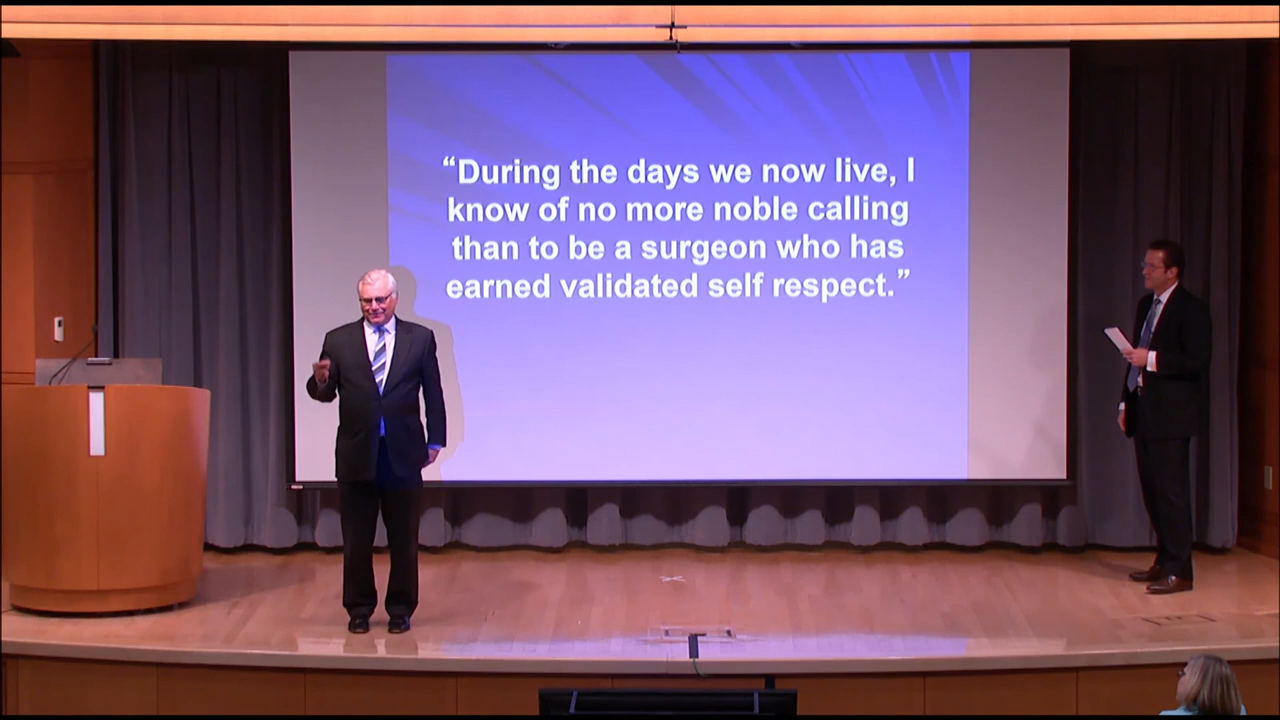 “During the days we now live, I
know of no more noble calling
than to be a surgeon who has
earned validated self respect.”